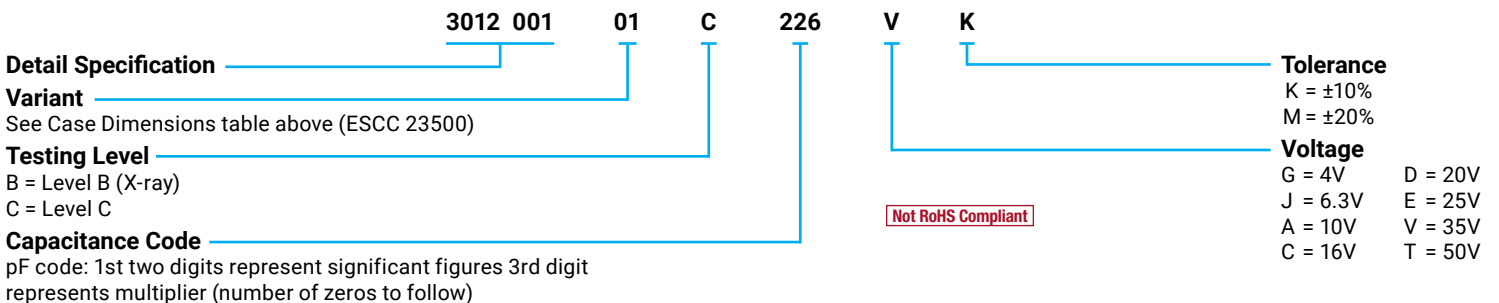 3012 001 01 C 226 V K
Detail Specification
Variant
See Case Dimensions table above (ESCC 23500)
Testing Level
B = Level B (X-ray)
C = Level C
Capacitance Code
pF code: 1st two digits represent significant figures 3rd digit
represents multiplier (number of zeros to follow)
Not RoHS Compliant
Tolerance
K = ±10%
M = ±20%
Voltage
G = 4V D = 20V
J = 6.3V E = 25V
A = 10V V = 35V
C = 16V T = 50V